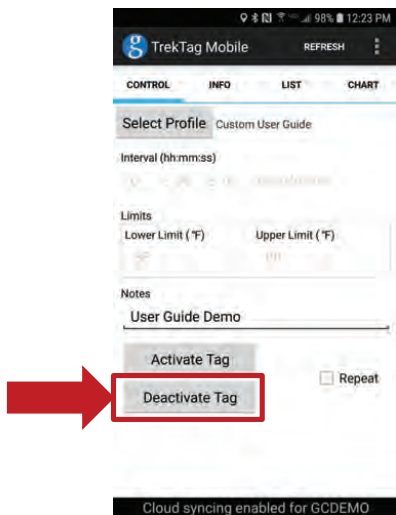 98% 12:23 PM
g TrekTag Mobile REFRESH
CONTROL INFO LIST CHART
Select Profile Custom User Guide
Interval (hh:mm:ss)
Limits
Lower Limit (°F) Upper Limit (°F)
Notes
User Guide Demo
Activate Tag
Repeat
Deactivate Tag
Cloud syncing enabled for GCDEMO